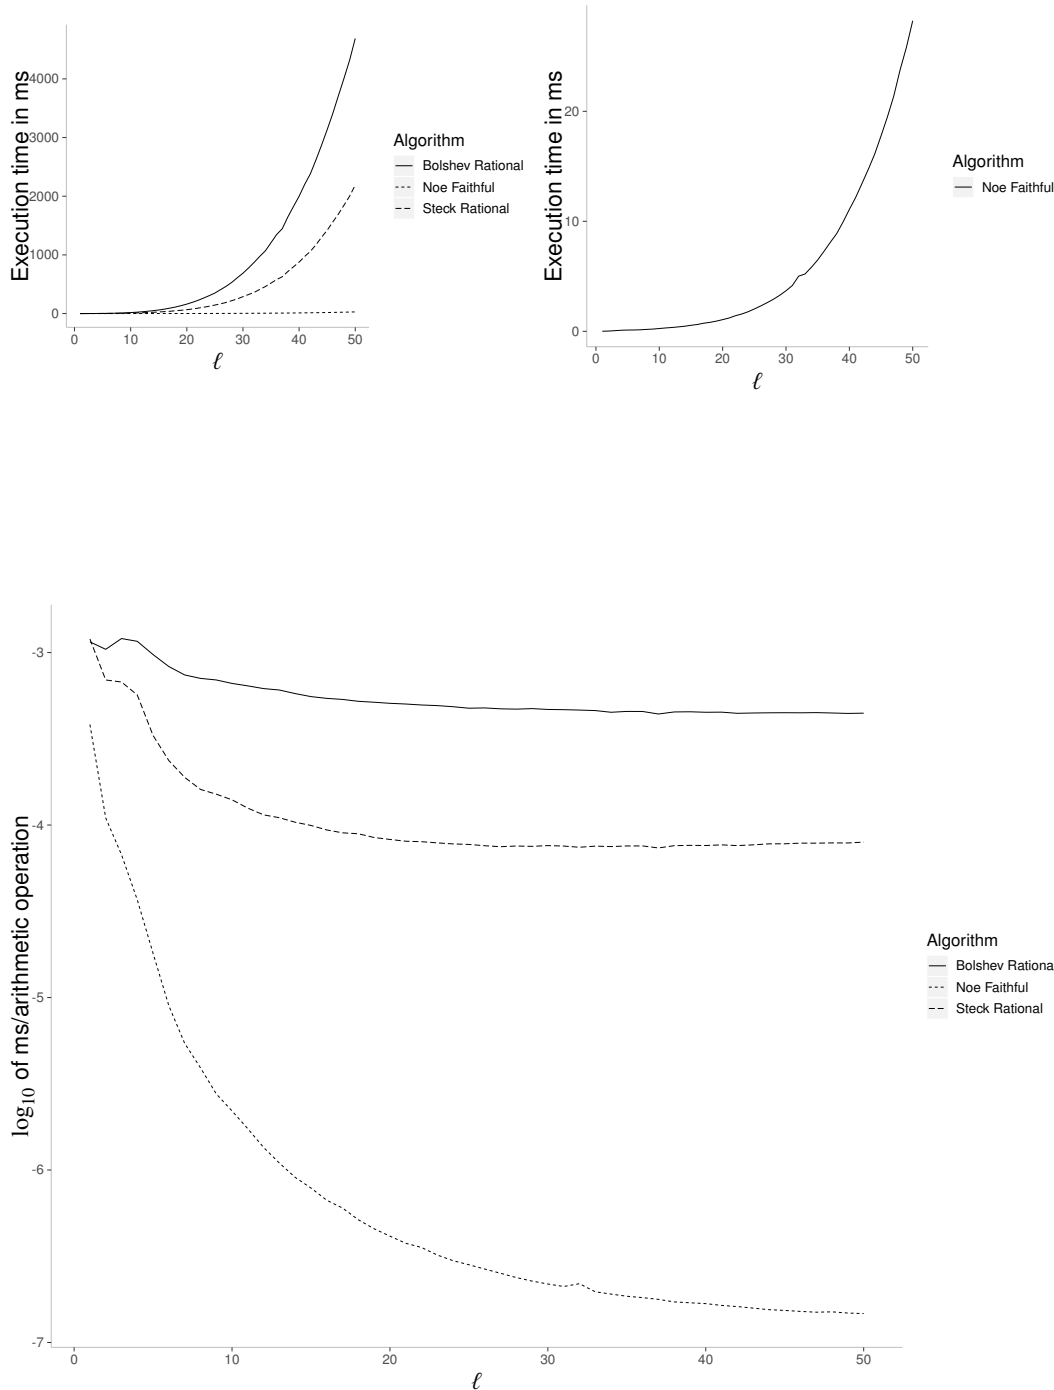 Execution time in ms
4000
3000
2000
1000
0
0 10 20 30 40 50
ℓ
Algorithm
Bolshev Rational
Noe Faithful
Steck Rational
Execution time in ms
20
10
0
0 10 20 30 40 50
ℓ
Algorithm
Noe Faithful
log10 of ms/arithmetic operation
-3
-4
-5
-6
-7
0 10 20 30 40 50
ℓ
Algorithm
Bolshev Rationa
Noe Faithful
Steck Rational